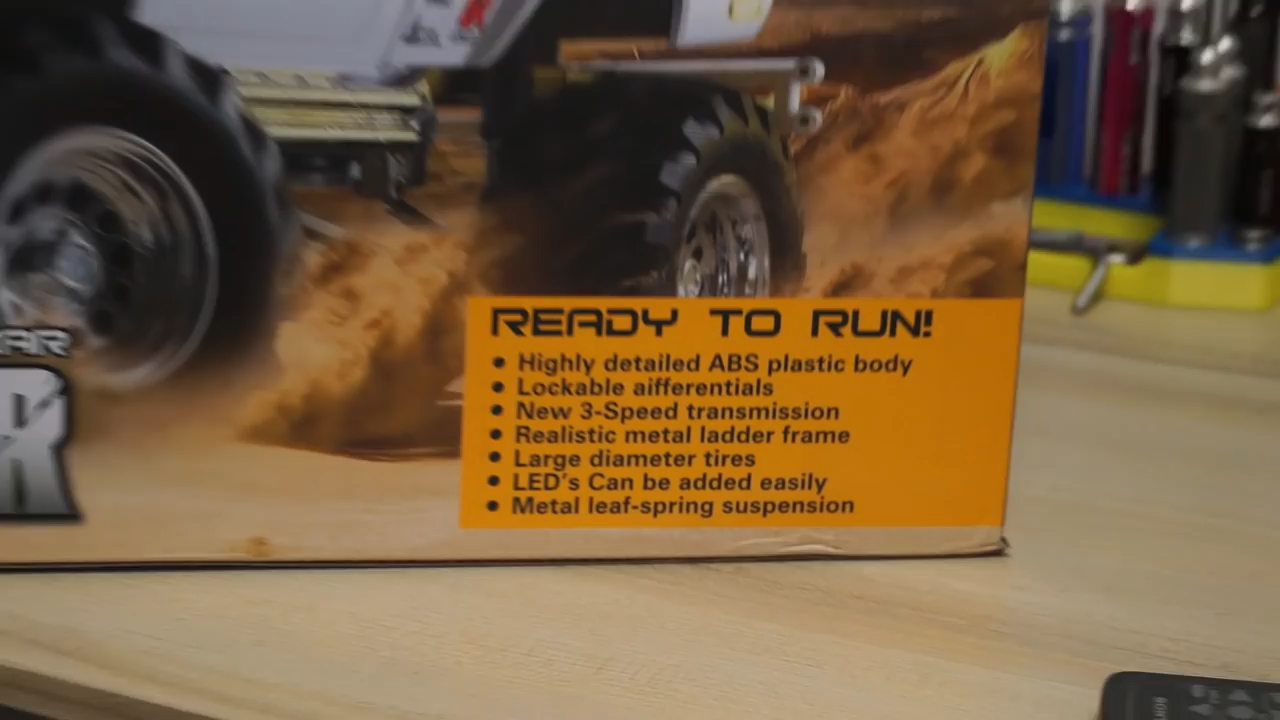 READY TO RUN!
• Highly detailed ABS plastic body
• Lockable aifferentials
• New 3-Speed transmission
• Realistic metal ladder frame
• Large diameter tires
• LED's Can be added easily
• Metal leaf-spring suspension